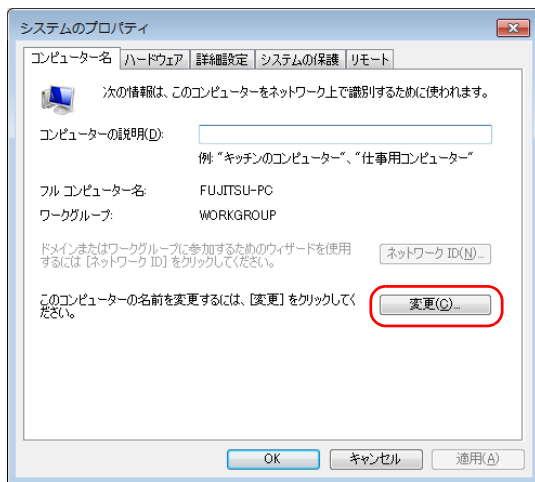 システムのプロパティ
コンピューター名 ハードウェア 詳細設定 システムの保護 リモート
次の情報は、このコンピューターをネットワーク上で識別するために使われます。
コンピューターの説明(D):
例: "キッチンのコンピューター"、"仕事用コンピューター"
フル コンピューター名: FUJITSU-PC
ワークグループ: WORKGROUP
ドメインまたはワークグループに参加するためのウィザードを使用
するには [ネットワーク ID] をクリックしてください。
ネットワーク ID(N)...
このコンピューターの名前を変更するには、[変更] をクリックしてく
ださい。
変更(C)...
OK キャンセル 適用(A)